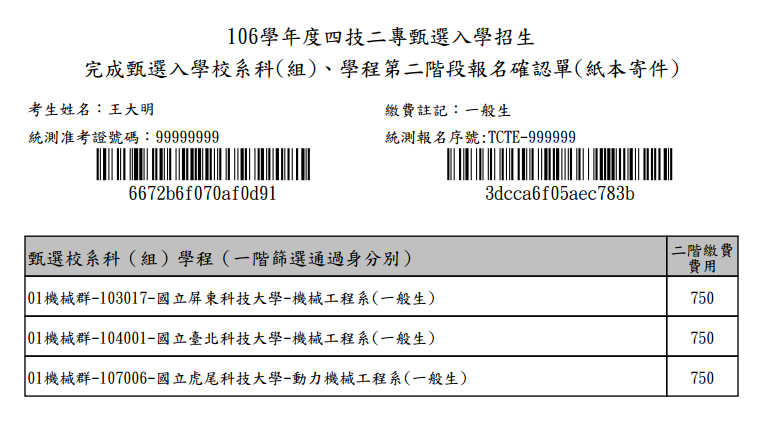 106學年度四技二專甄選入學招生
完成甄選入學校系科(組)、學程第二階段報名確認單(紙本寄件)
考生姓名：王大明
繳費註記：一般生
統測准考證號碼：99999999
統測報名序號:TCTE-999999
6672b6f070af0d91
3dcca6f05aec783b
甄選校系科（組）學程（一階篩選通過身分別）
二階繳費
費用
01機械群-103017-國立屏東科技大學-機械工程系(一般生)
750
01機械群-104001-國立臺北科技大學-機械工程系(一般生)
750
01機械群-107006-國立虎尾科技大學-動力機械工程系(一般生)
750